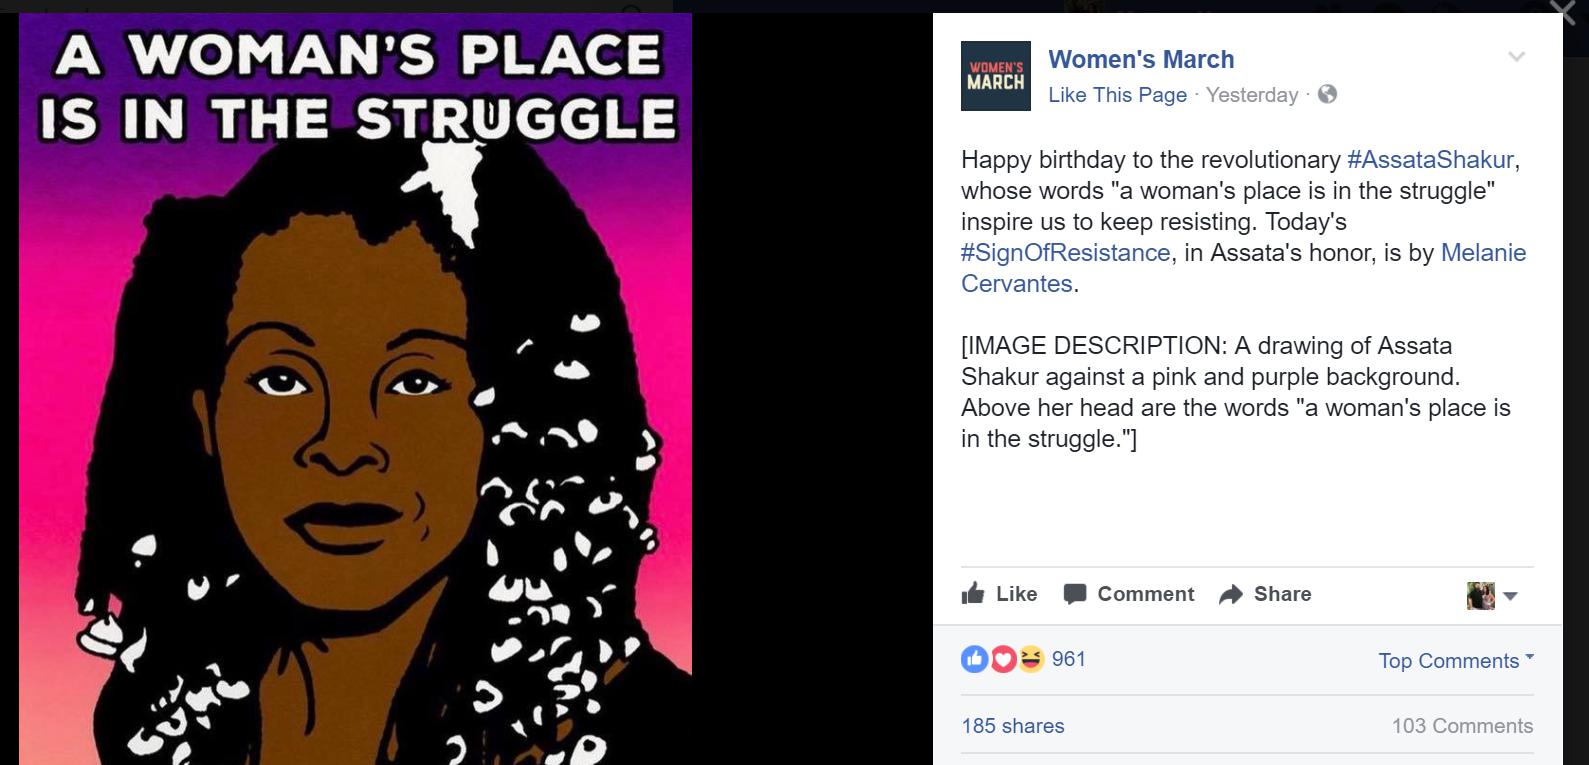 A WOMAN'S PLACE
IS IN THE STRUGGLE
WOMEN'S
MARCH
Women's March
Like This Page · Yesterday ·
Happy birthday to the revolutionary #AssataShakur,
whose words "a woman's place is in the struggle"
inspire us to keep resisting. Today's
#SignOfResistance, in Assata's honor, is by Melanie
Cervantes.
[IMAGE DESCRIPTION: A drawing of Assata
Shakur against a pink and purple background.
Above her head are the words "a woman's place is
in the struggle."]
Like Comment Share
961
Top Comments
185 shares
103 Comments